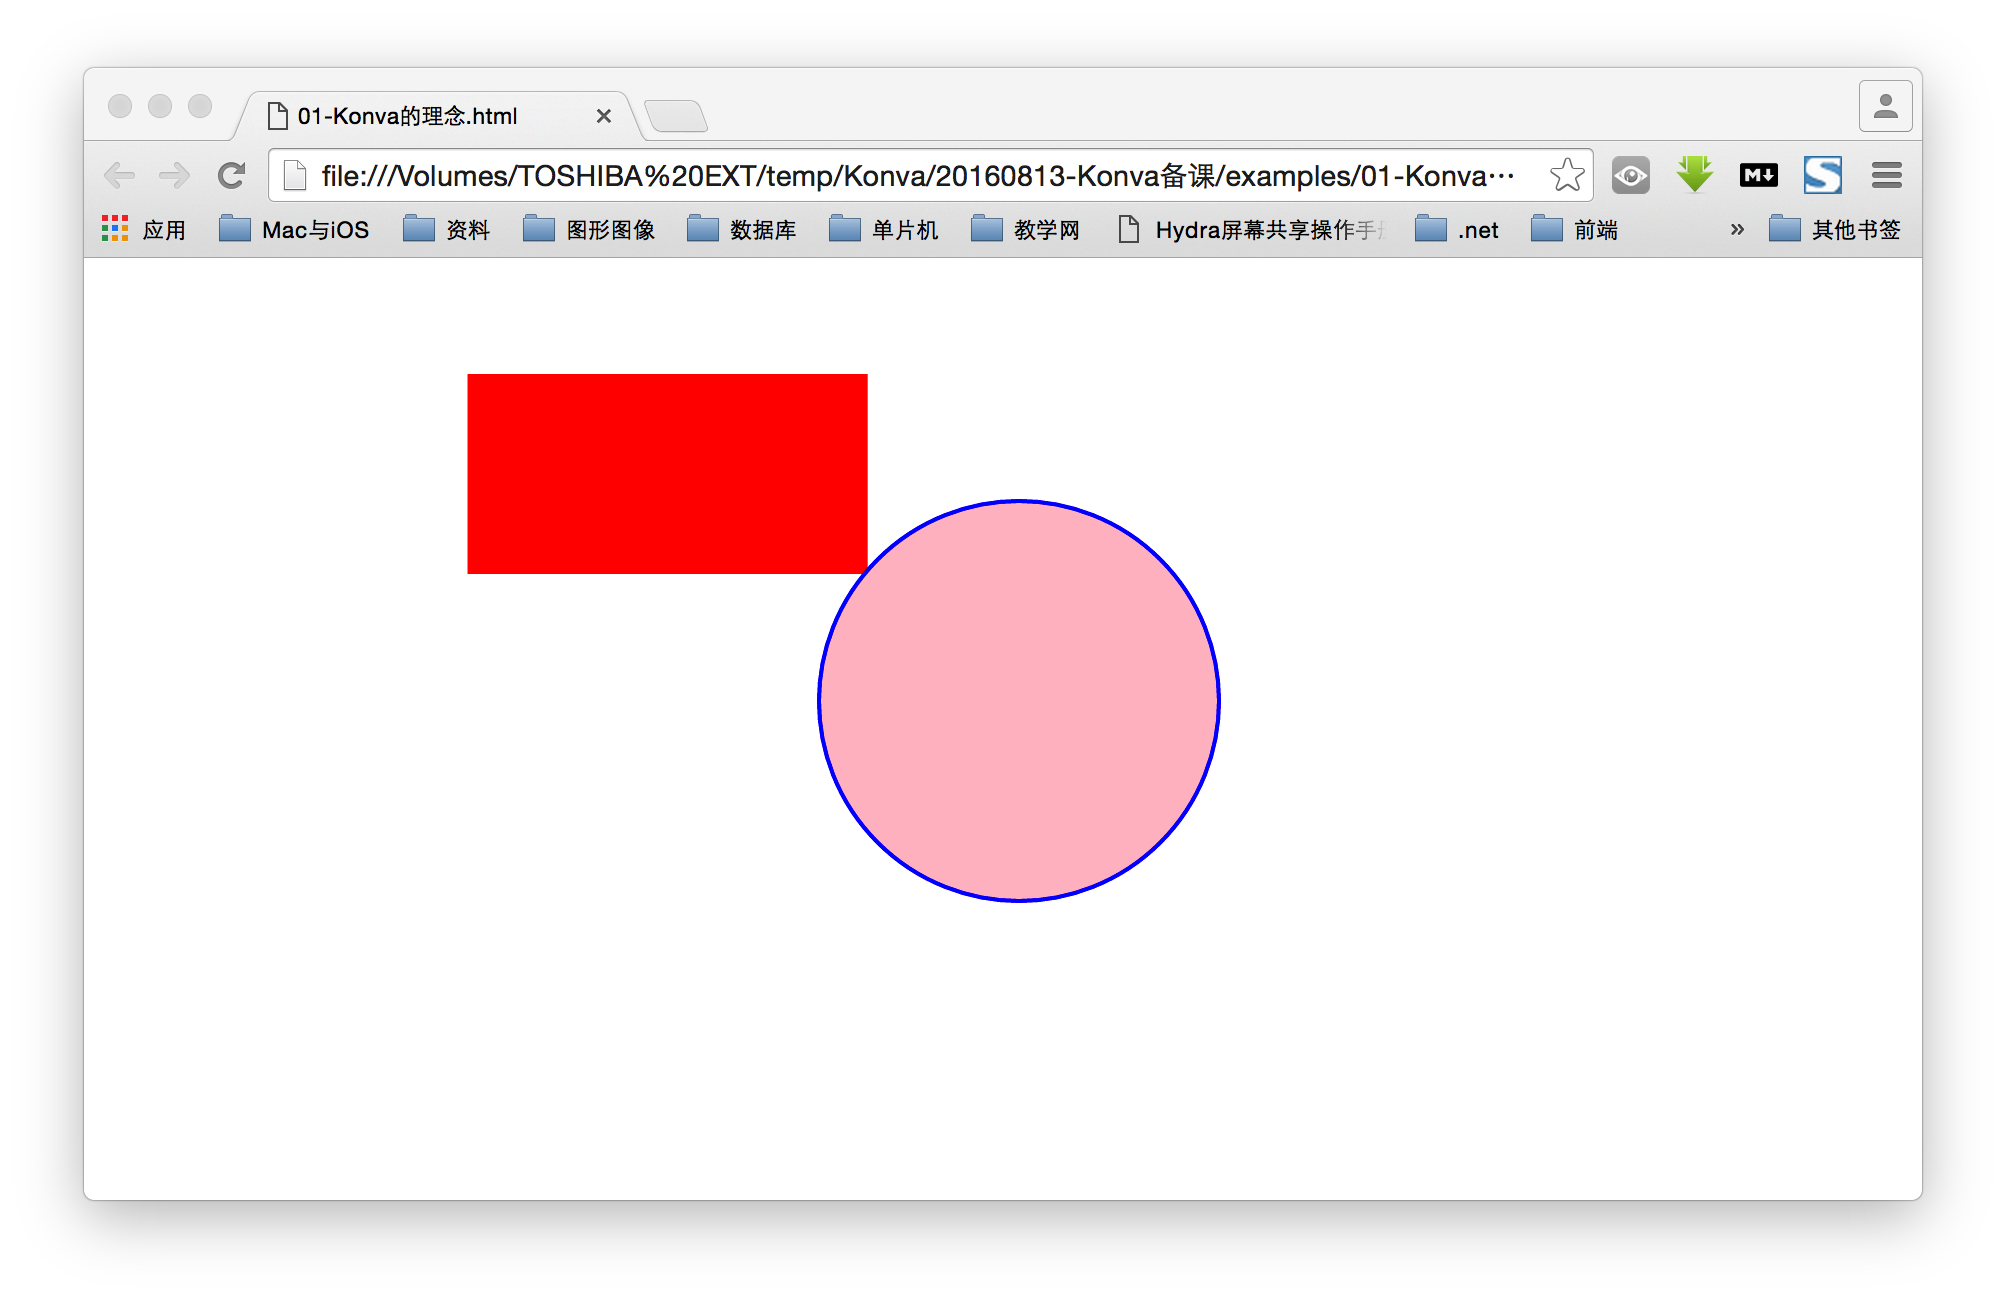 01-Konva的理念.html
file:///Volumes/TOSHIBA%20EXT/temp/Konva/20160813-Konva备课/examples/01-Konva…
M
S
应用 Mac与iOS 资料 图形图像 数据库 单片机 教学网 Hydra屏幕共享操作手 .net 前端 » 其他书签